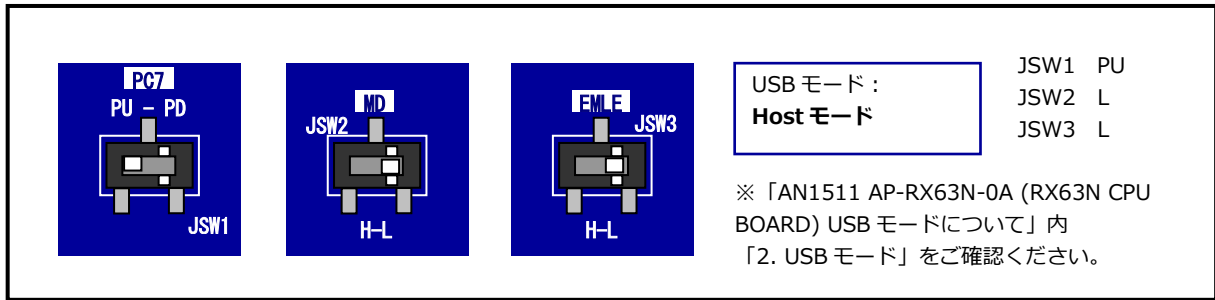 PC7
PU - PD
JSW1
MD
JSW2
H-L
EMLE
JSW3
H-L
USB モード：
Host モード
JSW1 PU
JSW2 L
JSW3 L
※「AN1511 AP-RX63N-0A (RX63N CPU
BOARD) USB モードについて」内
「2. USB モード」をご確認ください。